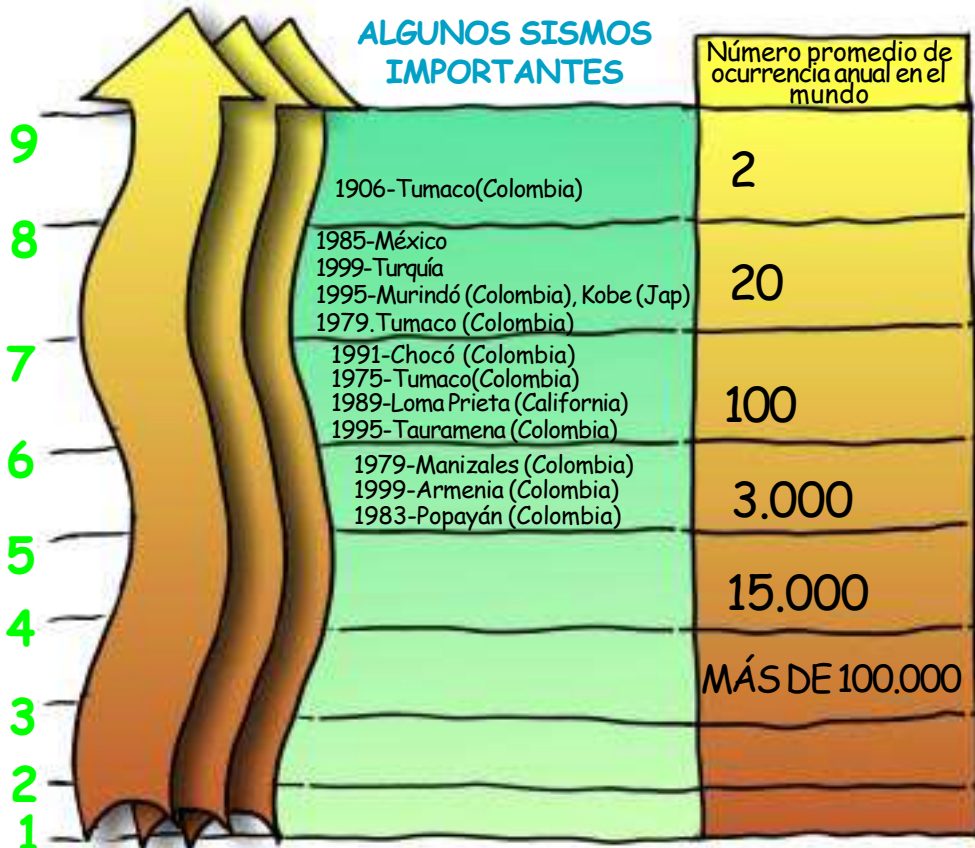 ALGUNOS SISMOS
IMPORTANTES
Número promedio de
ocurrencia anual en el
mundo
9
1906-Tumaco(Colombia)
2
8
1985-México
1999-Turquía
1995-Murindó (Colombia), Kobe (Jap)
1979.Tumaco (Colombia)
20
7
1991-Chocó (Colombia)
1975-Tumaco(Colombia)
1989-Loma Prieta (California)
1995-Tauramena (Colombia)
100
6
1979-Manizales (Colombia)
1999-Armenia (Colombia)
1983-Popayán (Colombia)
3.000
5
15.000
4
MÁS DE 100.000
3
2
1